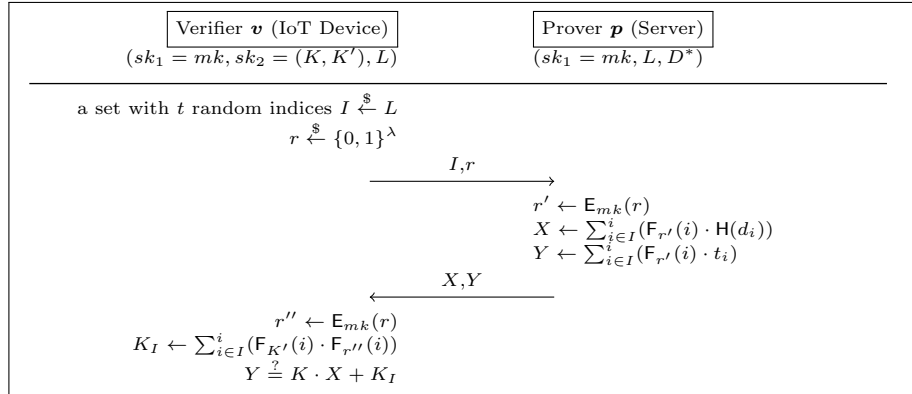 Verifier v (IoT Device)
Prover p (Server)
(sk₁ = mk, sk₂ = (K, K′), L)
(sk₁ = mk, L, D*)
a set with t random indices I ←$ L
r ←$ {0, 1}^λ
I,r
r′ ← E_mk(r)
X ← ∑^i_{i∈I}(F_r′(i) · H(d_i))
Y ← ∑^i_{i∈I}(F_r′(i) · t_i)
X,Y
r″ ← E_mk(r)
K_I ← ∑^i_{i∈I}(F_K′(i) · F_r″(i))
Y ≟ K · X + K_I